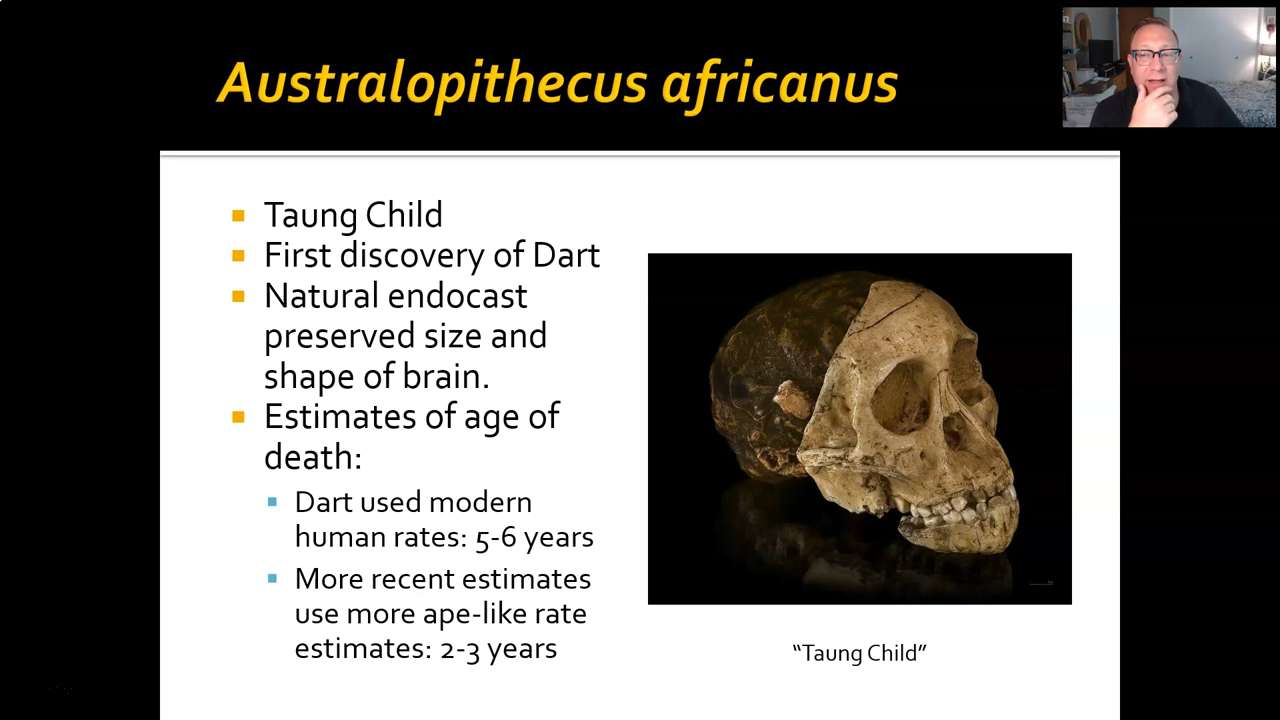 Australopithecus africanus
Taung Child
First discovery of Dart
Natural endocast
preserved size and
shape of brain.
Estimates of age of
death:
Dart used modern
human rates: 5-6 years
More recent estimates
use more ape-like rate
estimates: 2-3 years
“Taung Child”